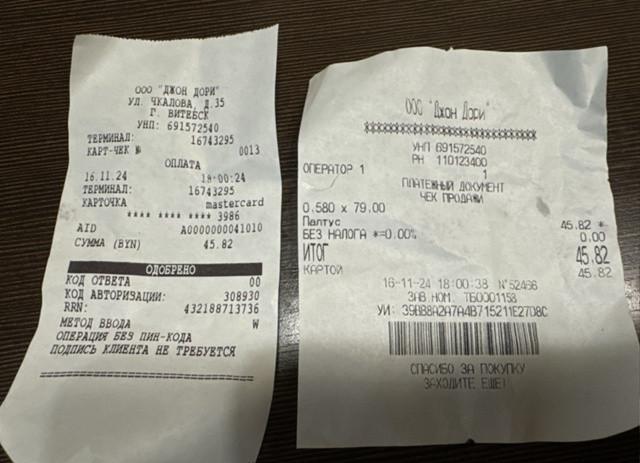 ООО "ДЖОН ДОРИ"
УЛ. ЧКАЛОВА, Д.35
Г. ВИТЕБСК
УНП: 691572540
ТЕРМИНАЛ: 16743295
КАРТ-ЧЕК № 0013
ОПЛАТА
16.11.24 18:00:24
ТЕРМИНАЛ: 16743295
КАРТОЧКА mastercard
**** **** **** 3986
AID A0000000041010
СУММА (BYN) 45.82
ОДОБРЕНО
КОД ОТВЕТА 00
КОД АВТОРИЗАЦИИ: 308930
RRN: 432188713736
МЕТОД ВВОДА W
ОПЕРАЦИЯ БЕЗ ПИН-КОДА
ПОДПИСЬ КЛИЕНТА НЕ ТРЕБУЕТСЯ
ООО "Джон Дори"
УНП 691572540
РН 110123400
ОПЕРАТОР 1 1
ПЛАТЕЖНЫЙ ДОКУМЕНТ
ЧЕК ПРОДАЖИ
0.580 x 79.00
Палтус 45.82 *
БЕЗ НАЛОГА *=0.00% 0.00
ИТОГ 45.82
КАРТОЙ 45.82
16-11-24 18:00:38 №52466
ЗАВ.НОМ. ТБ0001158
УИ: 39BB8A2A7A4B715211E2708C
СПАСИБО ЗА ПОКУПКУ
ЗАХОДИТЕ ЕЩЕ!